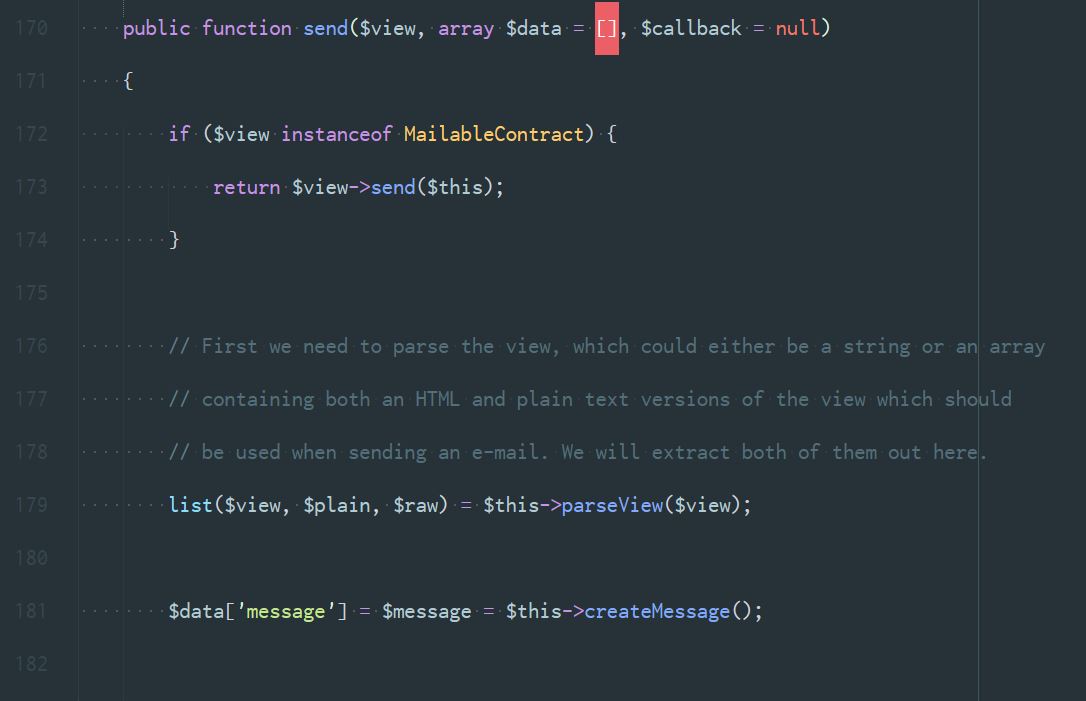 170 public function send($view, array $data = [], $callback = null)
171 {
172 if ($view instanceof MailableContract) {
173 return $view->send($this);
174 }
175
176 // First we need to parse the view, which could either be a string or an array
177 // containing both an HTML and plain text versions of the view which should
178 // be used when sending an e-mail. We will extract both of them out here.
179 list($view, $plain, $raw) = $this->parseView($view);
180
181 $data['message'] = $message = $this->createMessage();
182